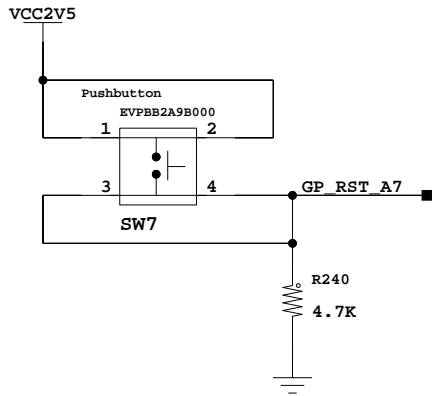 VCC2V5
Pushbutton
EVPBB2A9B000
1 2
3 4 GP_RST_A7
SW7
R240
4.7K